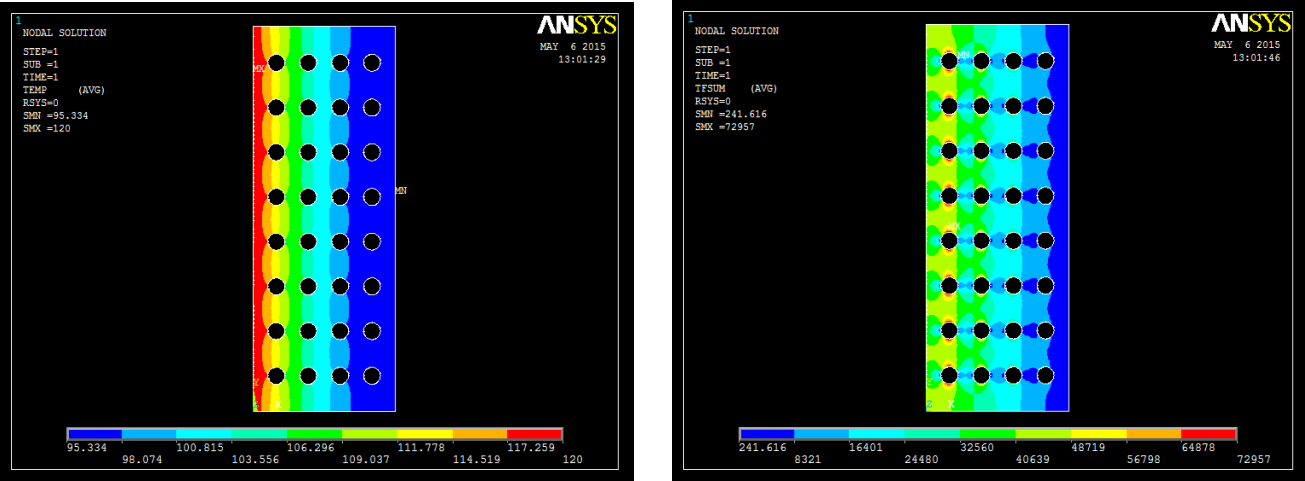 1
NODAL SOLUTION
STEP=1
SUB =1
TIME=1
TEMP (AVG)
RSYS=0
SMN =95.334
SMX =120
ANSYS
MAY 6 2015
13:01:29
MX
MN
Y
Z X
95.334 100.815 106.296 111.778 117.259
98.074 103.556 109.037 114.519 120
1
NODAL SOLUTION
STEP=1
SUB =1
TIME=1
TFSUM (AVG)
RSYS=0
SMN =241.616
SMX =72957
ANSYS
MAY 6 2015
13:01:46
MN
MX
Y
Z X
241.616 16401 32560 48719 64878
8321 24480 40639 56798 72957